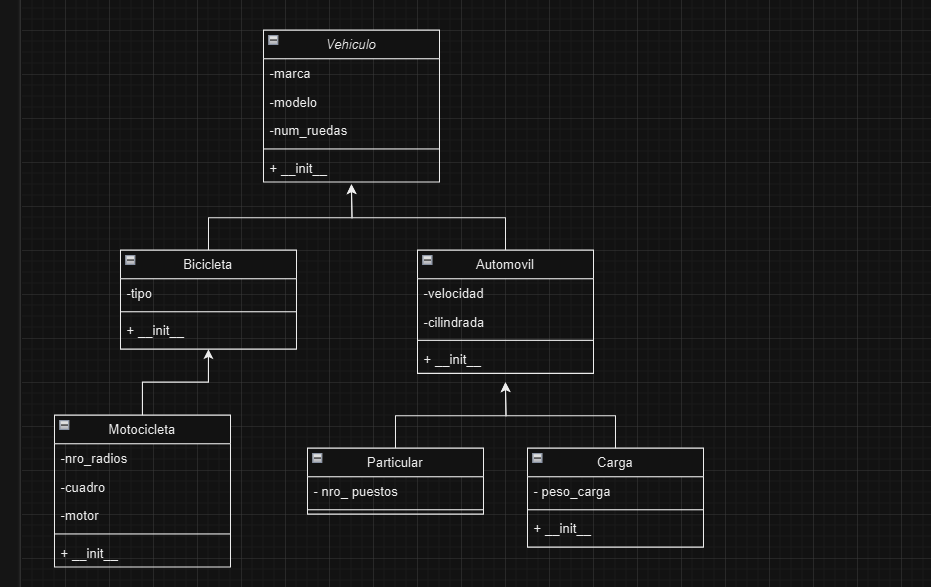 Vehiculo
-marca
-modelo
-num_ruedas
+ __init__
Bicicleta
-tipo
+ __init__
Automovil
-velocidad
-cilindrada
+ __init__
Motocicleta
-nro_radios
-cuadro
-motor
+ __init__
Particular
- nro_ puestos
Carga
- peso_carga
+ __init__